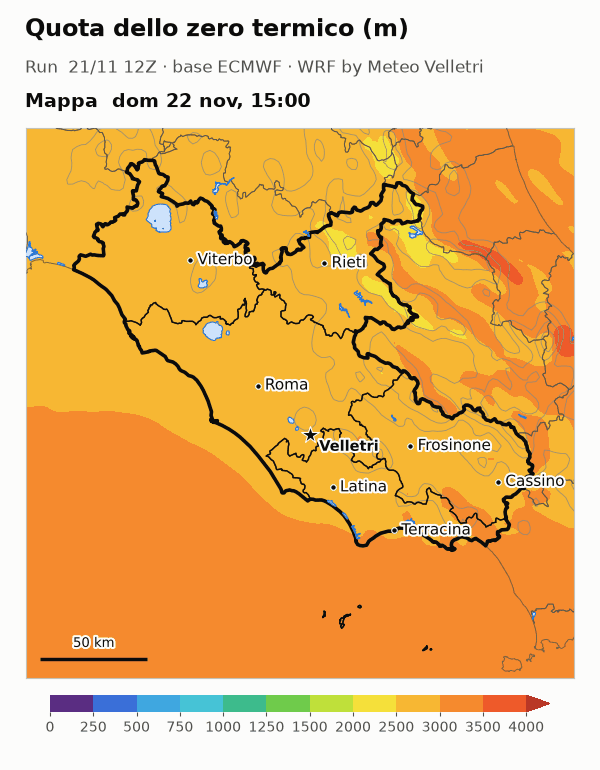 Quota dello zero termico (m)
Run  21/11 12Z · base ECMWF · WRF by Meteo Velletri
Mappa  dom 22 nov, 15:00
Viterbo
Rieti
Roma
Velletri
Frosinone
Cassino
Latina
Terracina
50 km
0 250 500 750 1000 1250 1500 2000 2500 3000 3500 4000